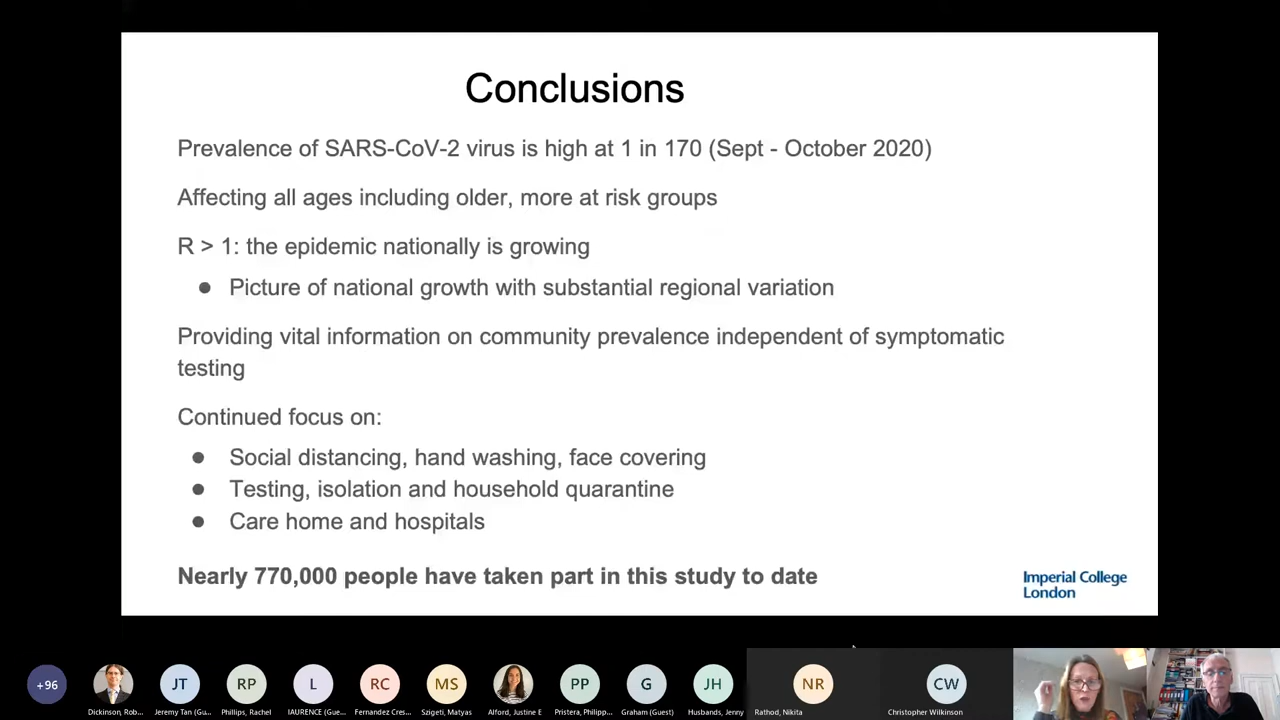 Conclusions
Prevalence of SARS-CoV-2 virus is high at 1 in 170 (Sept - October 2020)
Affecting all ages including older, more at risk groups
R > 1: the epidemic nationally is growing
● Picture of national growth with substantial regional variation
Providing vital information on community prevalence independent of symptomatic
testing
Continued focus on:
● Social distancing, hand washing, face covering
● Testing, isolation and household quarantine
● Care home and hospitals
Nearly 770,000 people have taken part in this study to date
Imperial College
London
+96
JT
RP
L
RC
MS
PP
G
JH
NR
CW
Dickinson, Rob...
Jeremy Tan (Gu...
Phillips, Rachel
IAURENCE (Gue...
Fernandez Cres...
Szigeti, Matyas
Alford, Justine E
Pristera, Philipp...
Graham (Guest)
Husbands, Jenny
Rathod, Nikita
Christopher Wilkinson